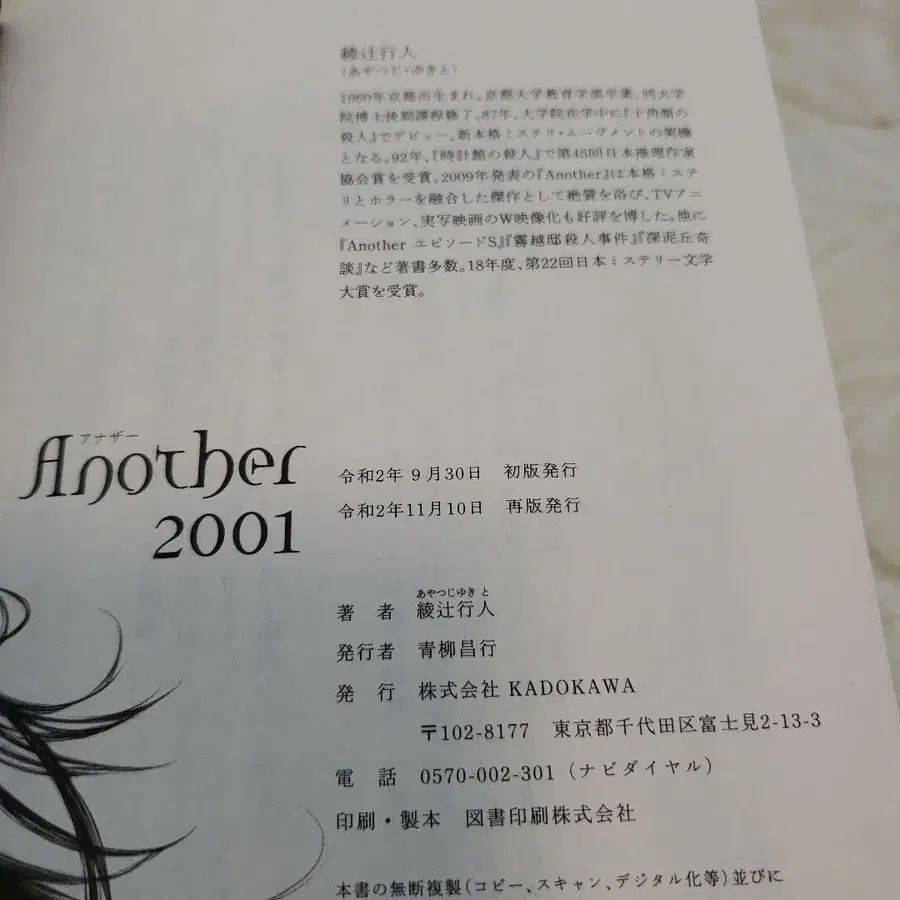 綾辻行人
(あやつじ・ゆきと)
1960年京都市生まれ。京都大学教育学部卒業、同大学
院博士後期課程修了。87年、大学院在学中に『十角館の
殺人』でデビュー、新本格ミステリ・ムーヴメントの契機
となる。92年、『時計館の殺人』で第45回日本推理作家
協会賞を受賞。2009年発表の『Another』は本格ミステ
リとホラーを融合した傑作として絶賛を浴び、TVアニ
メーション、実写映画のW映像化も好評を博した。他に
『Another エピソードS』『霧越邸殺人事件』『深泥丘奇
談』など著書多数。18年度、第22回日本ミステリー文学
大賞を受賞。
アナザー
Another
2001
令和2年 9月30日 初版発行
令和2年11月10日 再版発行
あやつじゆきと
著 者 綾辻行人
発行者 青柳昌行
発 行 株式会社 KADOKAWA
〒102-8177 東京都千代田区富士見2-13-3
電 話 0570-002-301 (ナビダイヤル)
印刷・製本 図書印刷株式会社
本書の無断複製(コピー、スキャン、デジタル化等)並びに